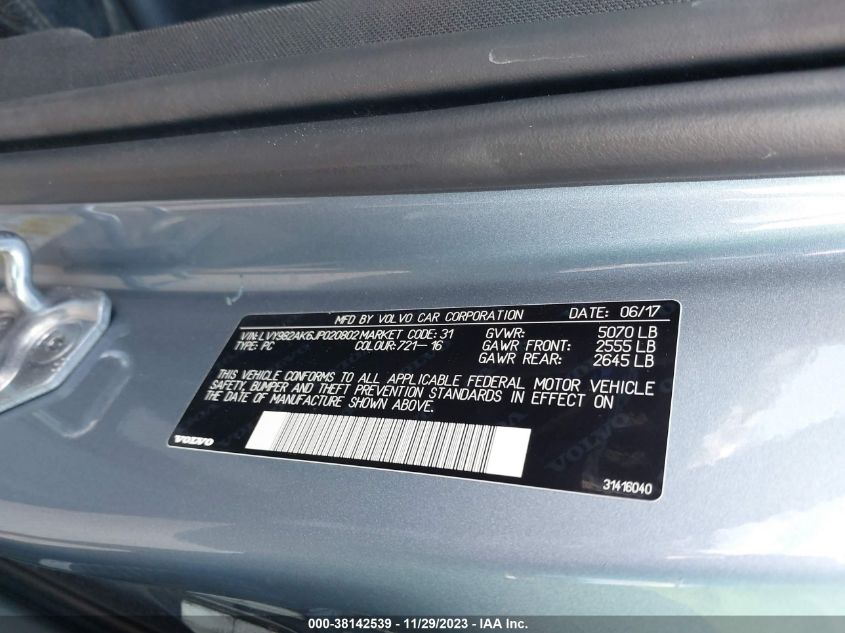 MFD BY VOLVO CAR CORPORATION DATE: 06/17
VIN:LVY982AK6JP020802 MARKET CODE: 31 GVWR: 5070 LB
TYPE: PC COLOUR:721-16 GAWR FRONT: 2555 LB
GAWR REAR: 2645 LB
THIS VEHICLE CONFORMS TO ALL APPLICABLE FEDERAL MOTOR VEHICLE
SAFETY, BUMPER AND THEFT PREVENTION STANDARDS IN EFFECT ON
THE DATE OF MANUFACTURE SHOWN ABOVE.
VOLVO
31416040
000-38142539 - 11/29/2023 - IAA Inc.